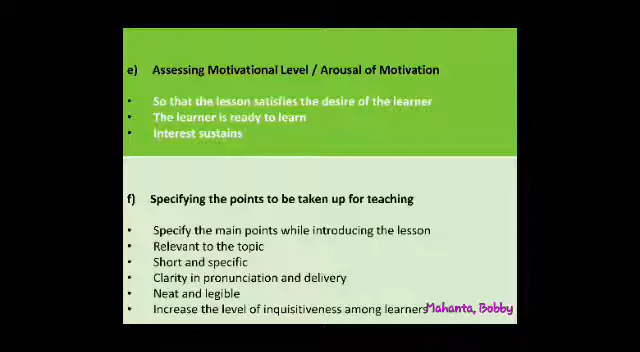 e) Assessing Motivational Level / Arousal of Motivation
• So that the lesson satisfies the desire of the learner
• The learner is ready to learn
• Interest sustains
f) Specifying the points to be taken up for teaching
• Specify the main points while introducing the lesson
• Relevant to the topic
• Short and specific
• Clarity in pronunciation and delivery
• Neat and legible
• Increase the level of inquisitiveness among learners
Mahanta, Bobby